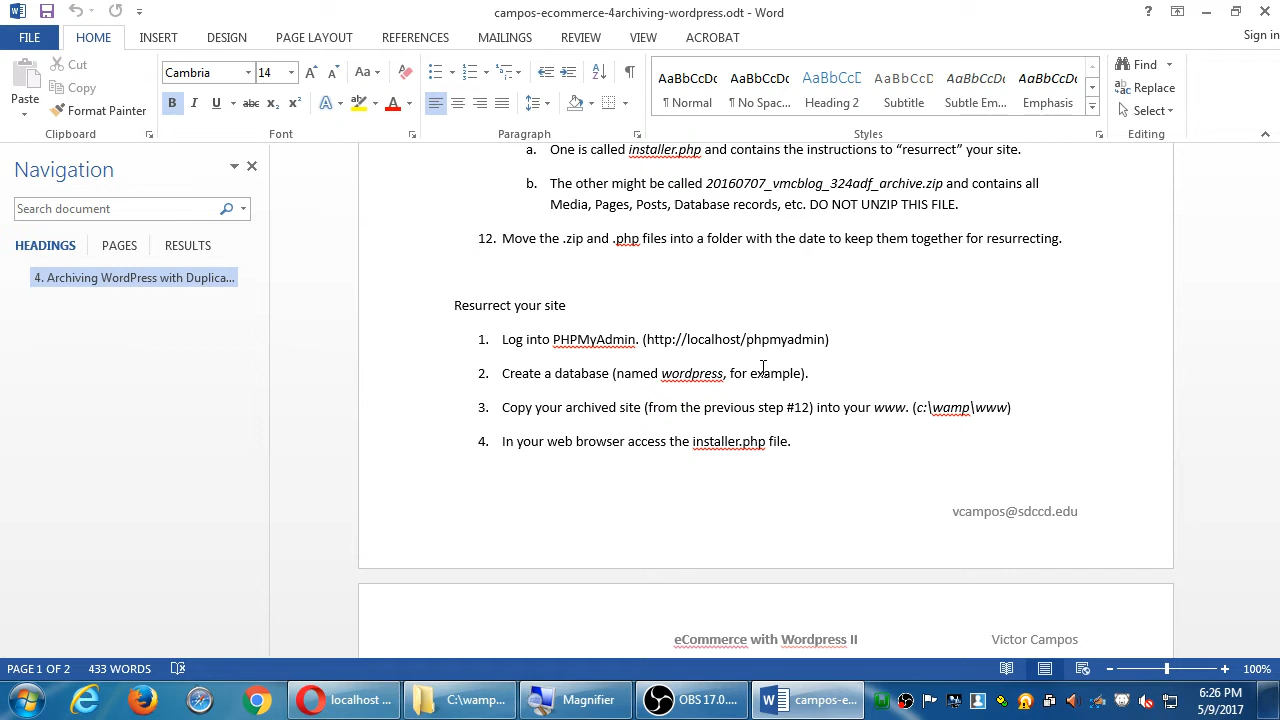 campos-ecommerce-4archiving-wordpress.odt - Word
Sign in
FILE HOME INSERT DESIGN PAGE LAYOUT REFERENCES MAILINGS REVIEW VIEW ACROBAT
Paste
Cut
Copy
Format Painter
Cambria 14
AaBbCcDc AaBbCcDc AaBbCcD AaBbCcDc AaBbCcDc AaBbCcDc
¶ Normal ¶ No Spac... Heading 2 Subtitle Subtle Em... Emphasis
Find
Replace
Select
Clipboard Font Paragraph Styles Editing
Navigation
Search document
HEADINGS PAGES RESULTS
4. Archiving WordPress with Duplica...
a. One is called installer.php and contains the instructions to “resurrect” your site.
b. The other might be called 20160707_vmcblog_324adf_archive.zip and contains all
Media, Pages, Posts, Database records, etc. DO NOT UNZIP THIS FILE.
12. Move the .zip and .php files into a folder with the date to keep them together for resurrecting.
Resurrect your site
1. Log into PHPMyAdmin. (http://localhost/phpmyadmin)
2. Create a database (named wordpress, for example).
3. Copy your archived site (from the previous step #12) into your www. (c:\wamp\www)
4. In your web browser access the installer.php file.
vcampos@sdccd.edu
eCommerce with Wordpress II Victor Campos
PAGE 1 OF 2 433 WORDS 100%
localhost ... C:\wamp... Magnifier OBS 17.0.... campos-e...
6:26 PM
5/9/2017